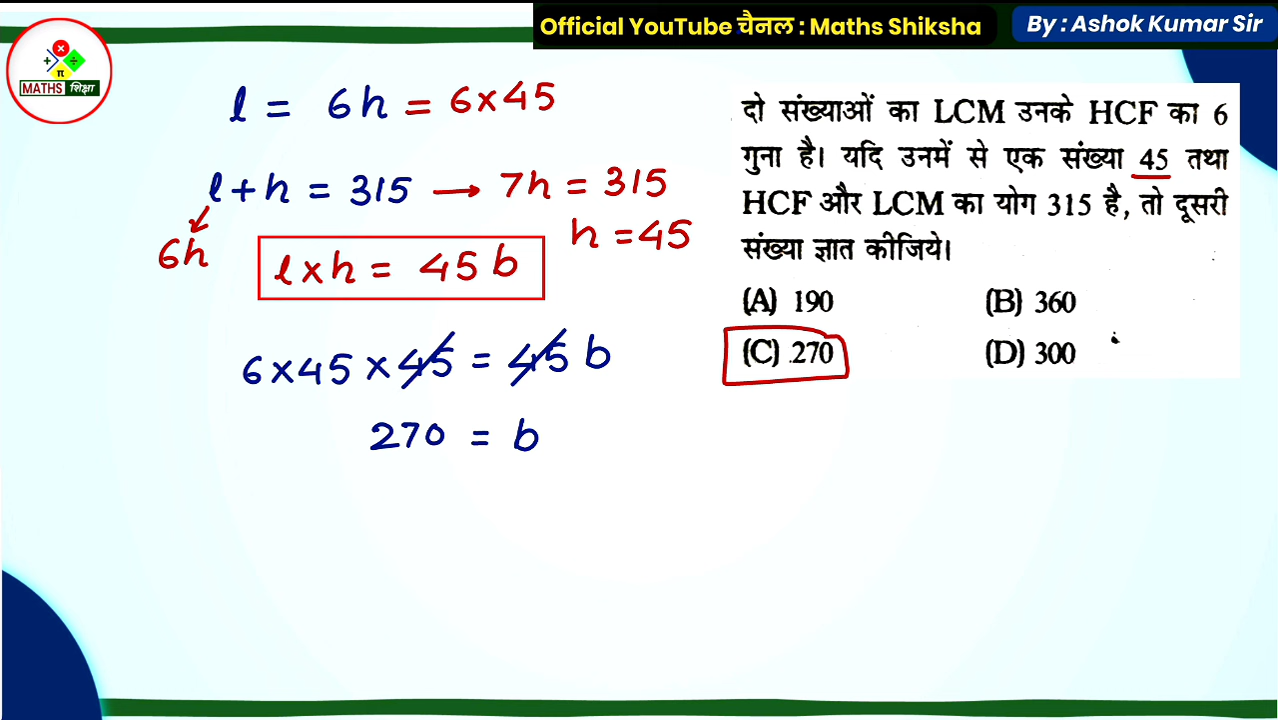 Official YouTube चैनल : Maths Shiksha
By : Ashok Kumar Sir
MATHS शिक्षा
l = 6h = 6×45
l + h = 315 → 7h = 315
6h
h = 45
l×h = 45 b
6×45×45 = 45 b
270 = b
दो संख्याओं का LCM उनके HCF का 6
गुना है। यदि उनमें से एक संख्या 45 तथा
HCF और LCM का योग 315 है, तो दूसरी
संख्या ज्ञात कीजिये।
(A) 190 (B) 360
(C) 270 (D) 300